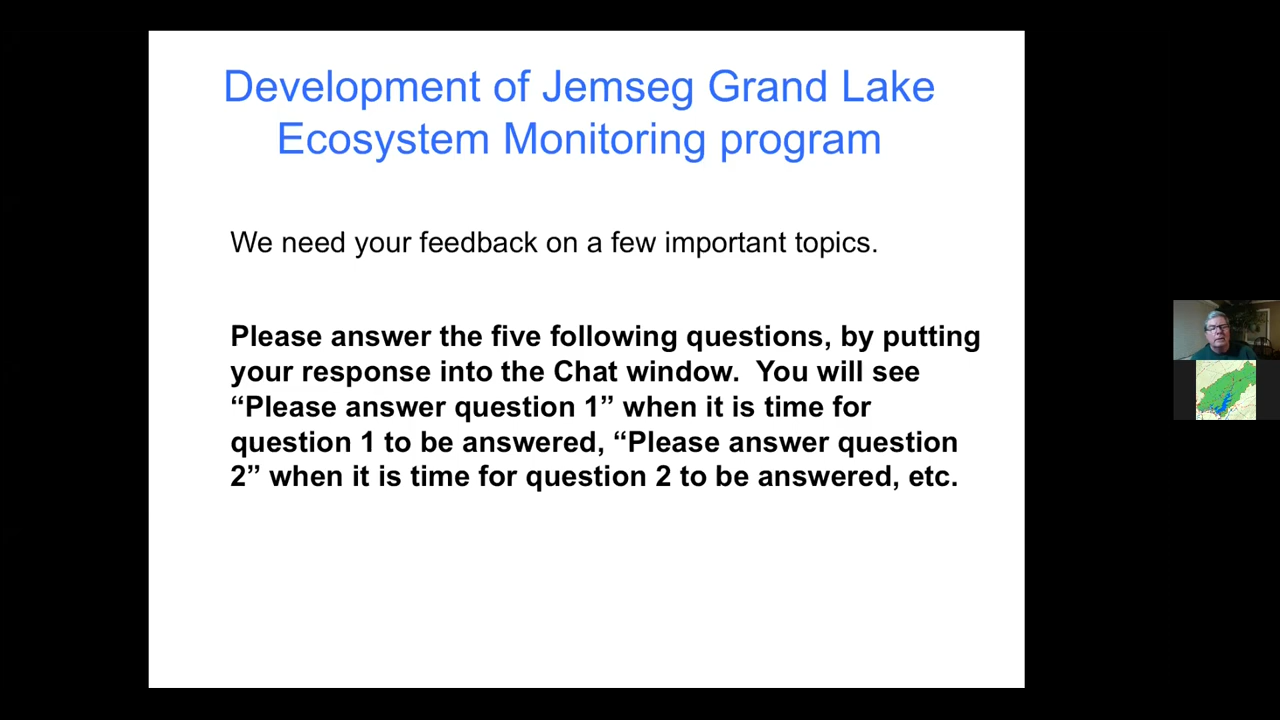 Development of Jemseg Grand Lake
Ecosystem Monitoring program
We need your feedback on a few important topics.
Please answer the five following questions, by putting
your response into the Chat window.  You will see
“Please answer question 1” when it is time for
question 1 to be answered, “Please answer question
2” when it is time for question 2 to be answered, etc.